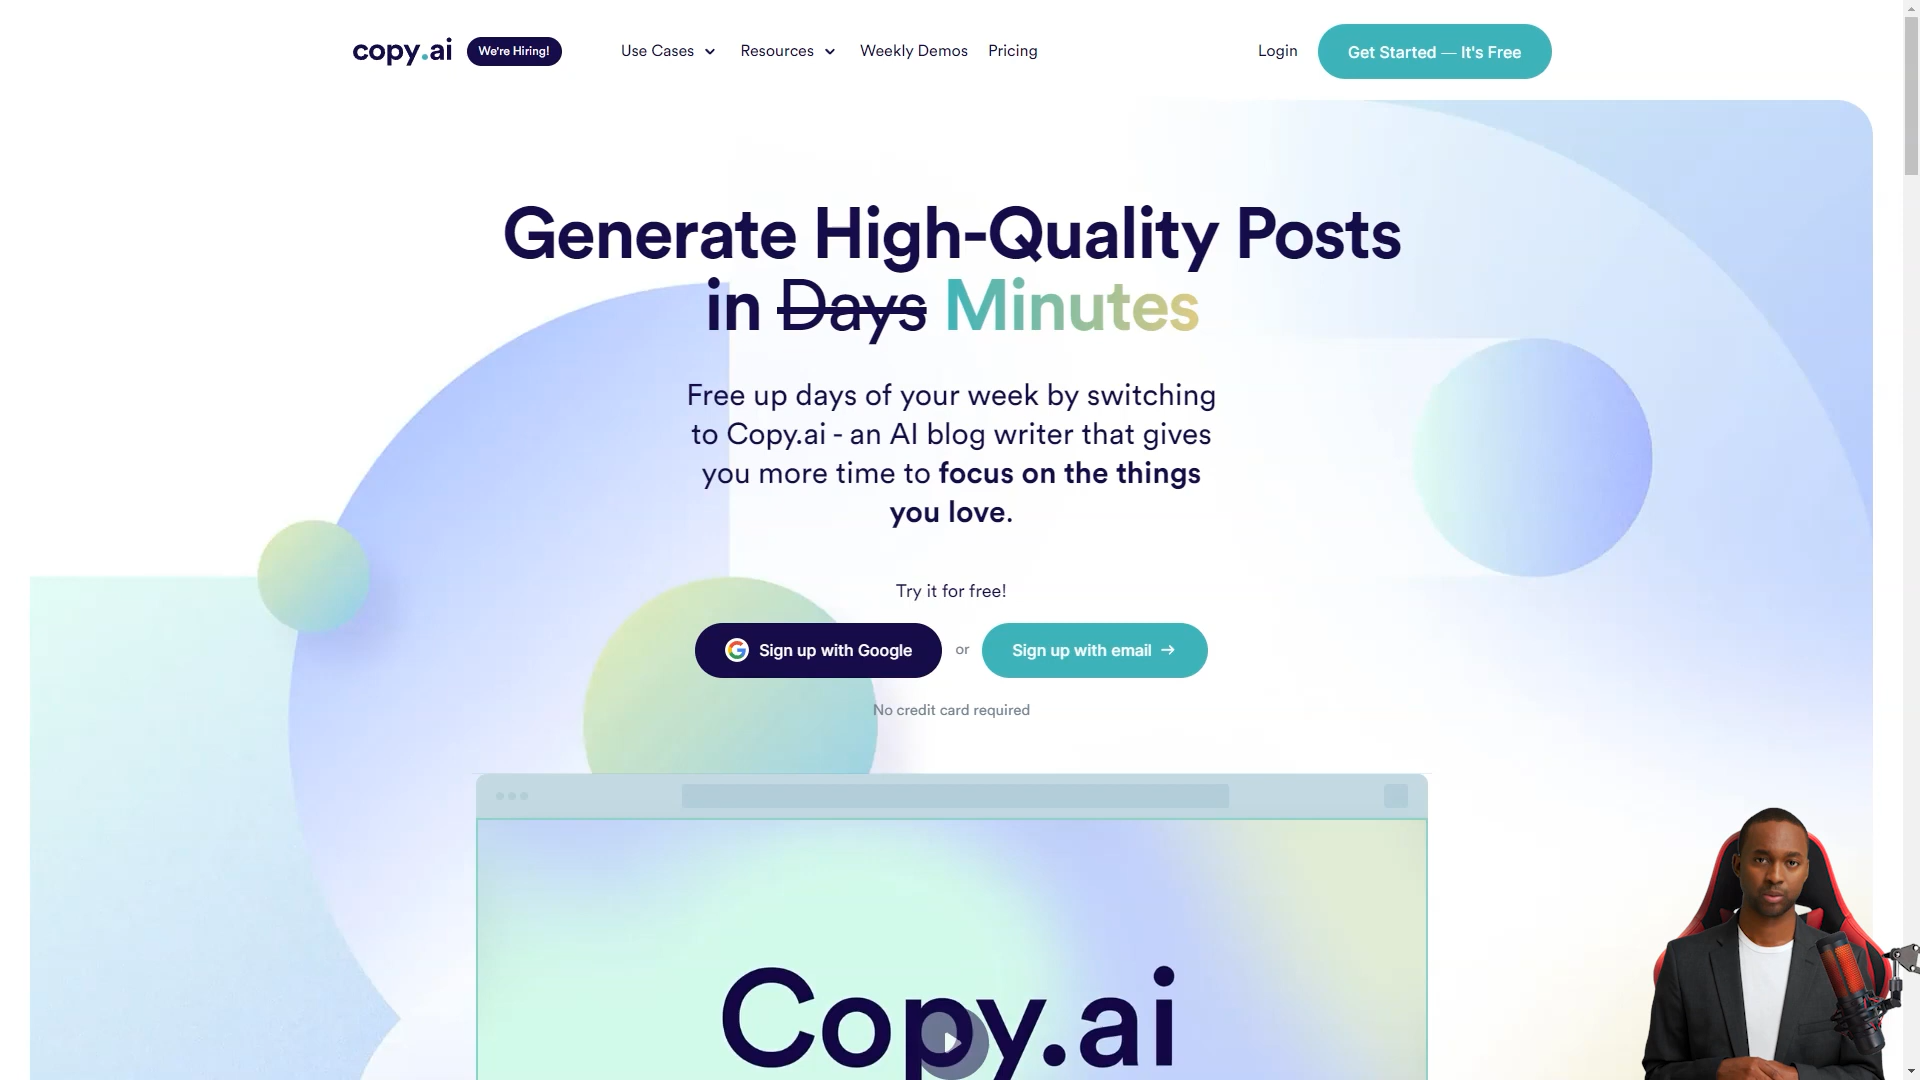 copy.ai
We're Hiring!
Use Cases
Resources
Weekly Demos
Pricing
Login
Get Started — It's Free
Generate High-Quality Posts
in Days Minutes
Free up days of your week by switching
to Copy.ai - an AI blog writer that gives
you more time to focus on the things
you love.
Try it for free!
Sign up with Google
or
Sign up with email →
No credit card required
Copy.ai